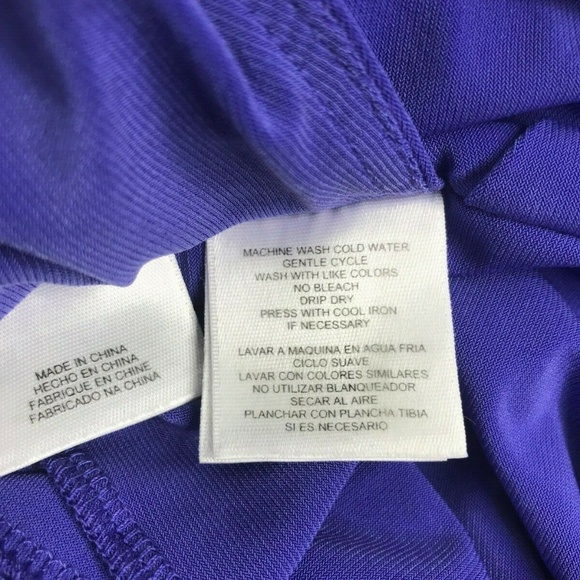 MADE IN CHINA
HECHO EN CHINA
FABRIQUE EN CHINE
FABRICADO NA CHINA
MACHINE WASH COLD WATER
GENTLE CYCLE
WASH WITH LIKE COLORS
NO BLEACH
DRIP DRY
PRESS WITH COOL IRON
IF NECESSARY
LAVAR A MAQUINA EN AGUA FRIA
CICLO SUAVE
LAVAR CON COLORES SIMILARES
NO UTILIZAR BLANQUEADOR
SECAR AL AIRE
PLANCHAR CON PLANCHA TIBIA
SI ES NECESARIO